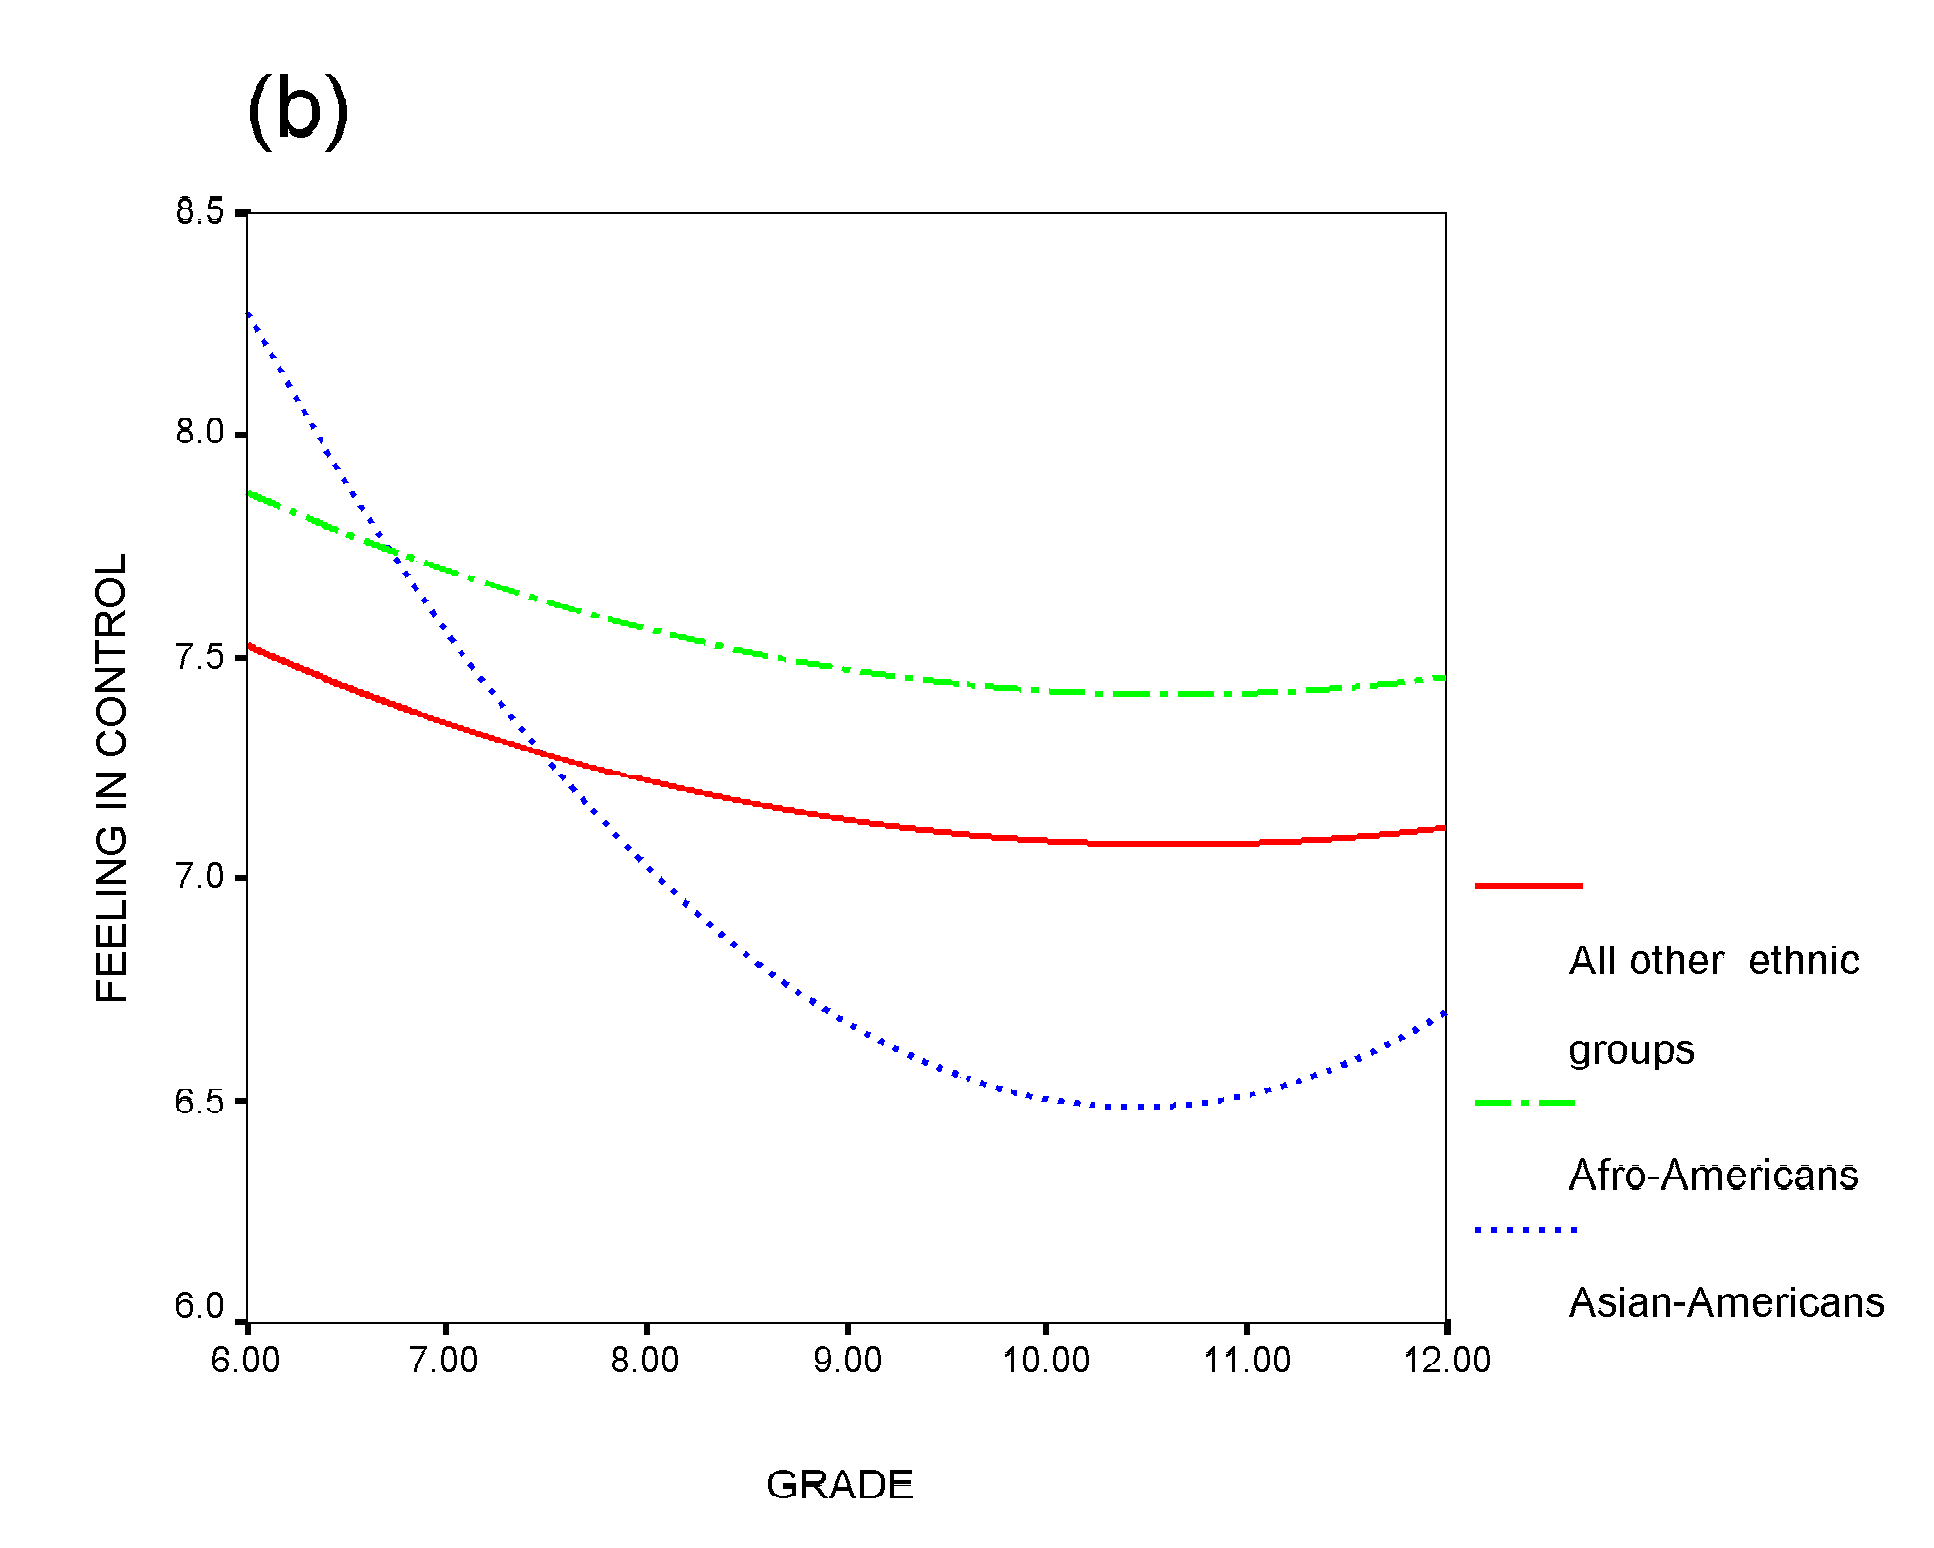 (b)
8.5
8.0
7.5
7.0
6.5
6.0
FEELING IN CONTROL
6.00 7.00 8.00 9.00 10.00 11.00 12.00
GRADE
All other ethnic
groups
Afro-Americans
Asian-Americans